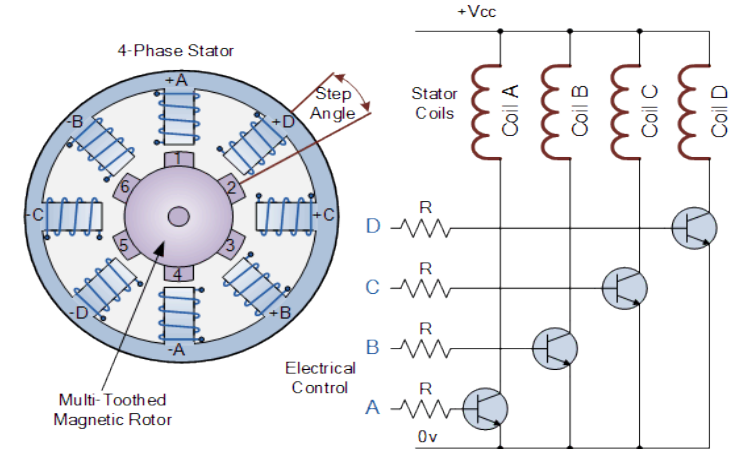 +Vcc
4-Phase Stator
+A
Step
Angle
+D
-B
Stator
Coils
Coil A
Coil B
Coil C
Coil D
1
6
2
-C
+C
5
3
4
-D
+B
-A
R
D
R
C
R
B
R
A
0v
Electrical
Control
Multi-Toothed
Magnetic Rotor